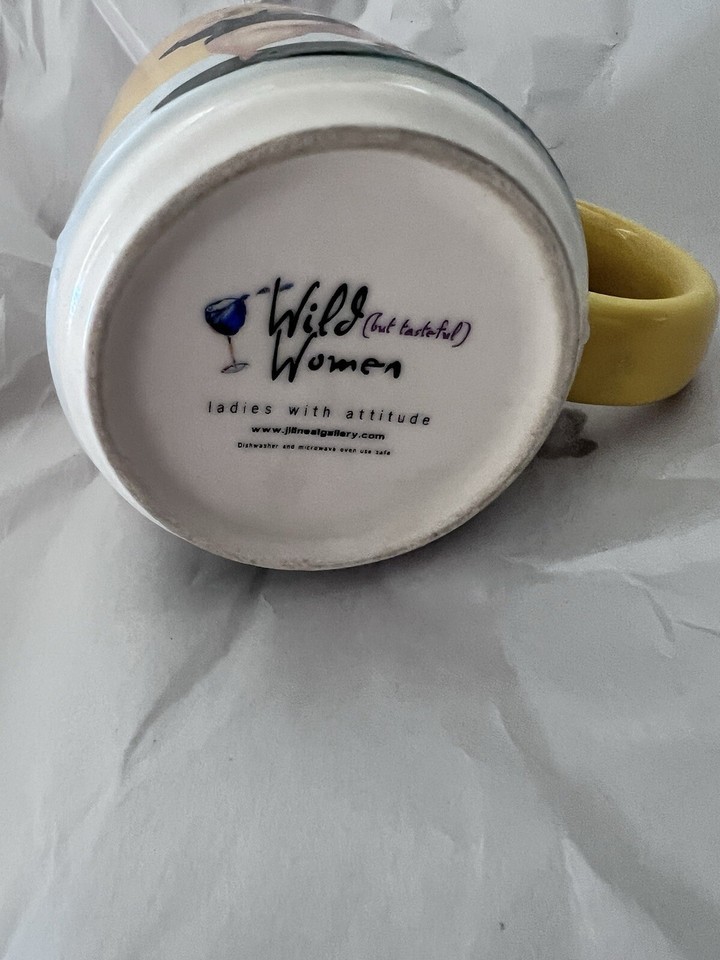 Wild (but tasteful)
Women
ladies with attitude
www.jillnealgallery.com
Dishwasher and microwave oven use safe